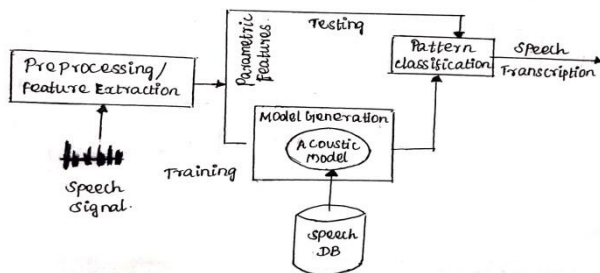 Testing
Parametric
features.
Pattern
classification
Speech
Transcription
Preprocessing/
Feature Extraction
Model Generation
Acoustic
Model
Training
Speech
Signal.
Speech
DB